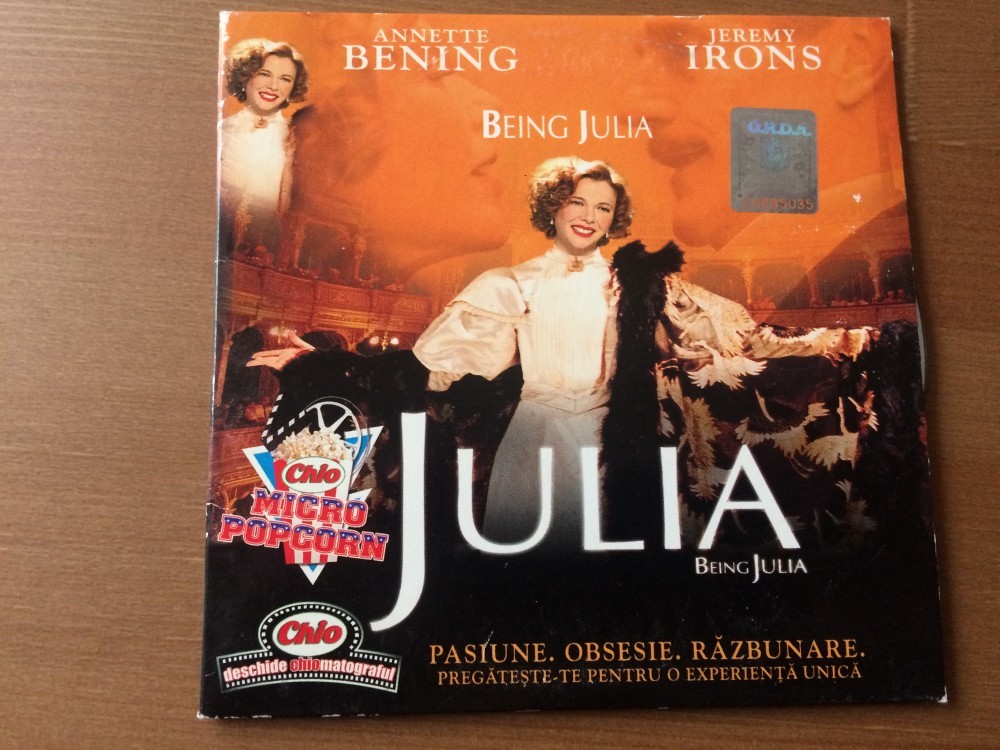 ANNETTE
BENING
JEREMY
IRONS
BEING JULIA
O.R.D.A.
JULIA
BEING JULIA
Chio
MICRO
POPCORN
Chio
deschide chiomatograful
PASIUNE. OBSESIE. RĂZBUNARE.
PREGĂTEȘTE-TE PENTRU O EXPERIENȚĂ UNICĂ